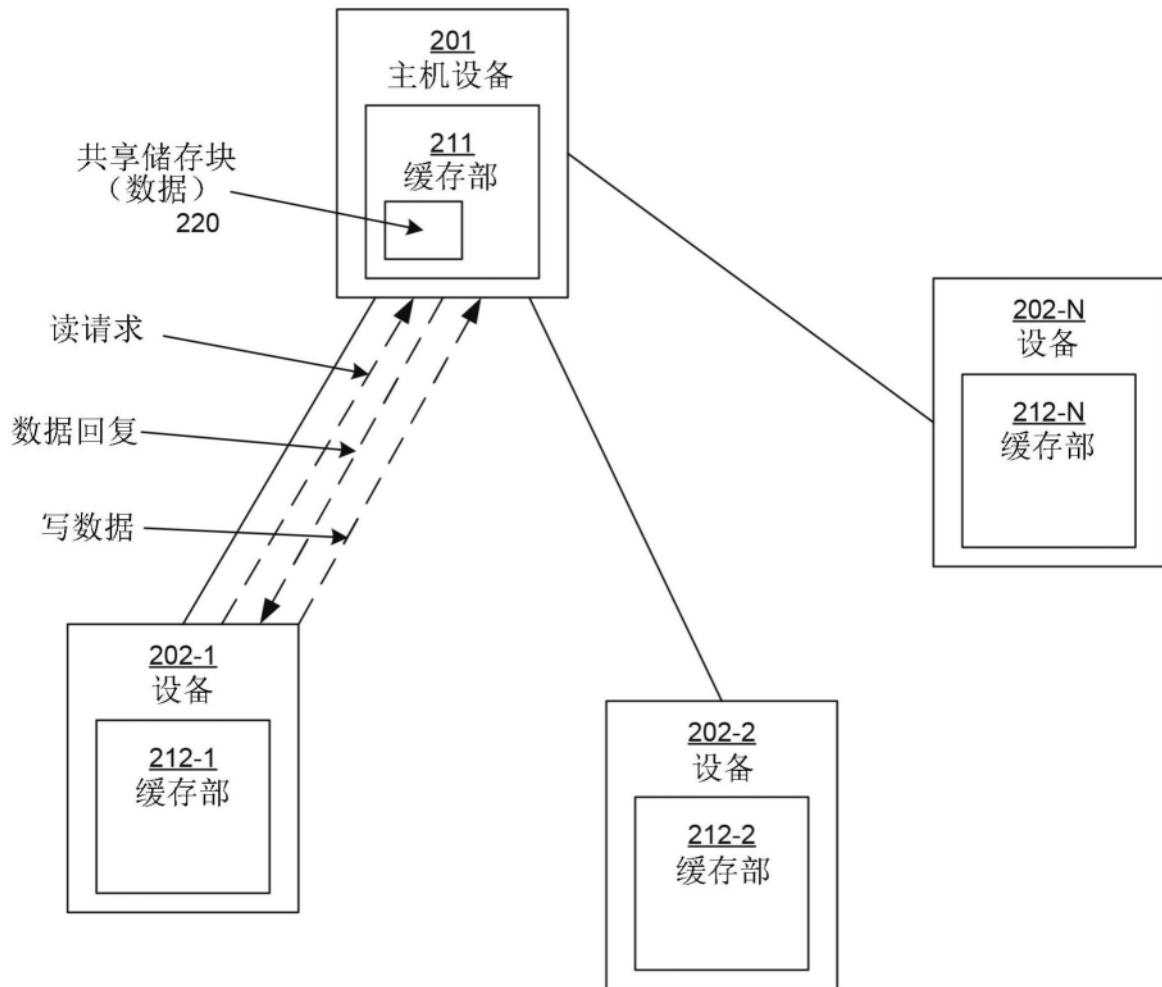 201
主机设备
211
缓存部
共享储存块
（数据）
220
读请求
数据回复
写数据
202-N
设备
212-N
缓存部
202-1
设备
212-1
缓存部
202-2
设备
212-2
缓存部